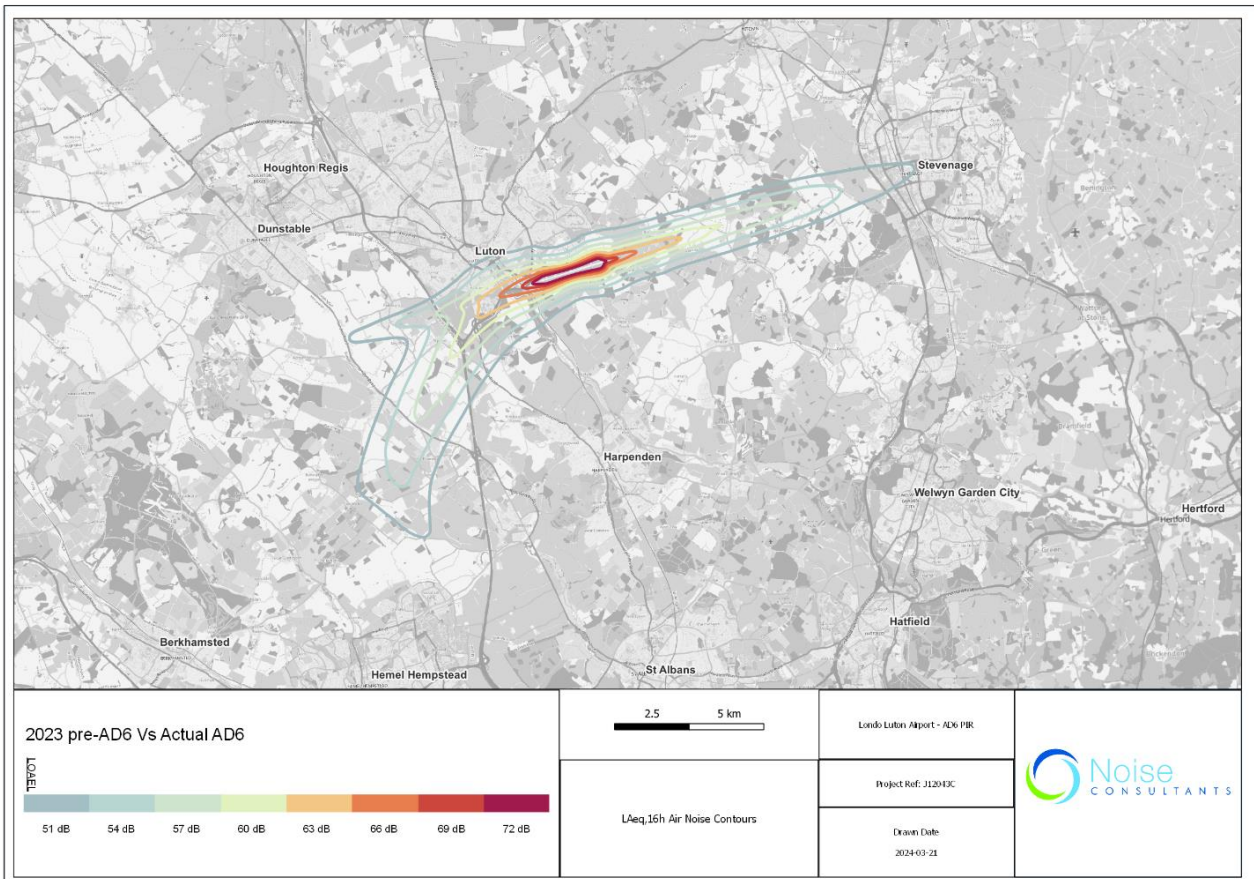 Stevenage
Houghton Regis
Dunstable
Luton
Harpenden
Welwyn Garden City
Hertford
Hertford
Hatfield
Berkhamsted
Hemel Hempstead
St Albans
2023 pre-AD6 Vs Actual AD6
LOAEL
51 dB 54 dB 57 dB 60 dB 63 dB 66 dB 69 dB 72 dB
2.5 5 km
LAeq,16h Air Noise Contours
Londo Luton Airport - AD6 PIR
Project Ref: J12043C
Drawn Date
2024-03-21
Noise
CONSULTANTS